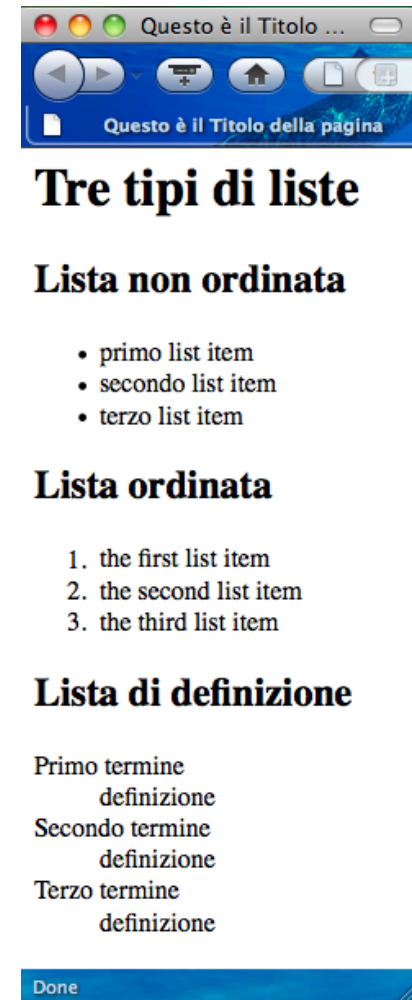 Questo è il Titolo ...
Questo è il Titolo della pagina
Tre tipi di liste
Lista non ordinata
• primo list item
• secondo list item
• terzo list item
Lista ordinata
1. the first list item
2. the second list item
3. the third list item
Lista di definizione
Primo termine
definizione
Secondo termine
definizione
Terzo termine
definizione
Done